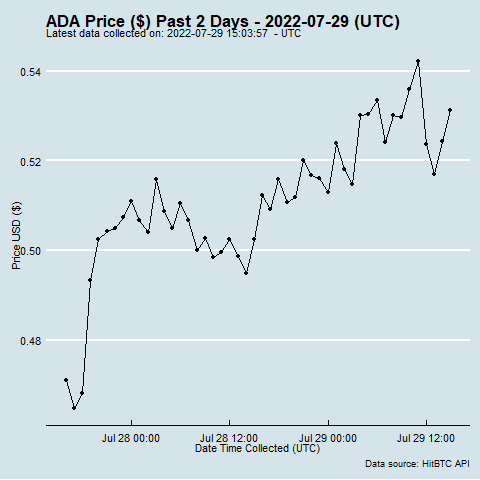 ADA Price ($) Past 2 Days - 2022-07-29 (UTC)
Latest data collected on: 2022-07-29 15:03:57 - UTC
0.54
0.52
0.50
0.48
Price USD ($)
Jul 28 00:00 Jul 28 12:00 Jul 29 00:00 Jul 29 12:00
Date Time Collected (UTC)
Data source: HitBTC API